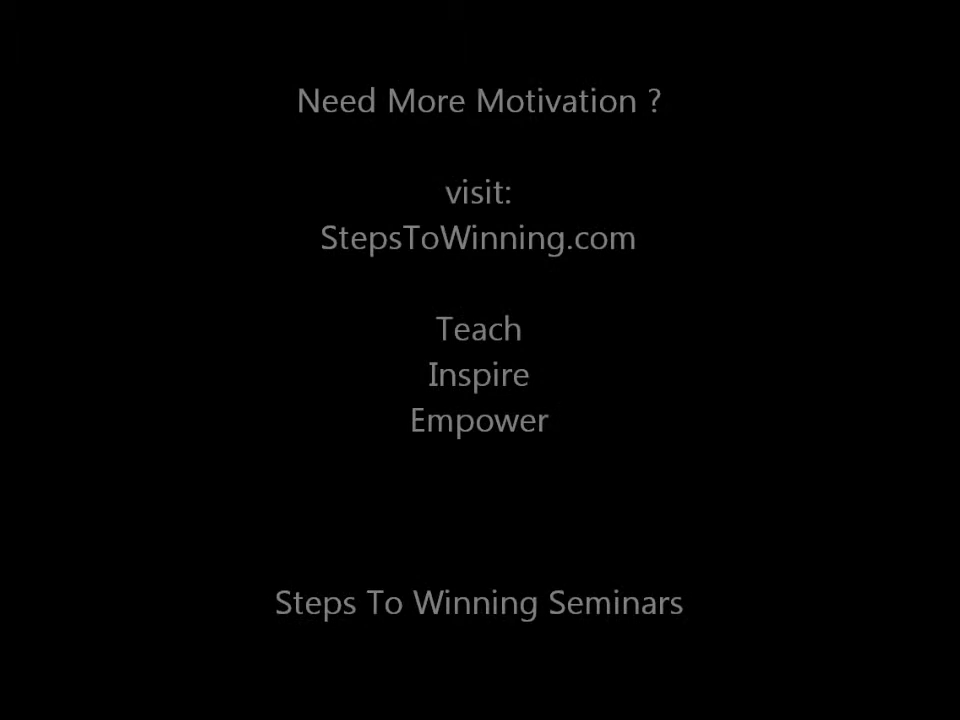 Need More Motivation ?
visit:
StepsToWinning.com
Teach
Inspire
Empower
Steps To Winning Seminars